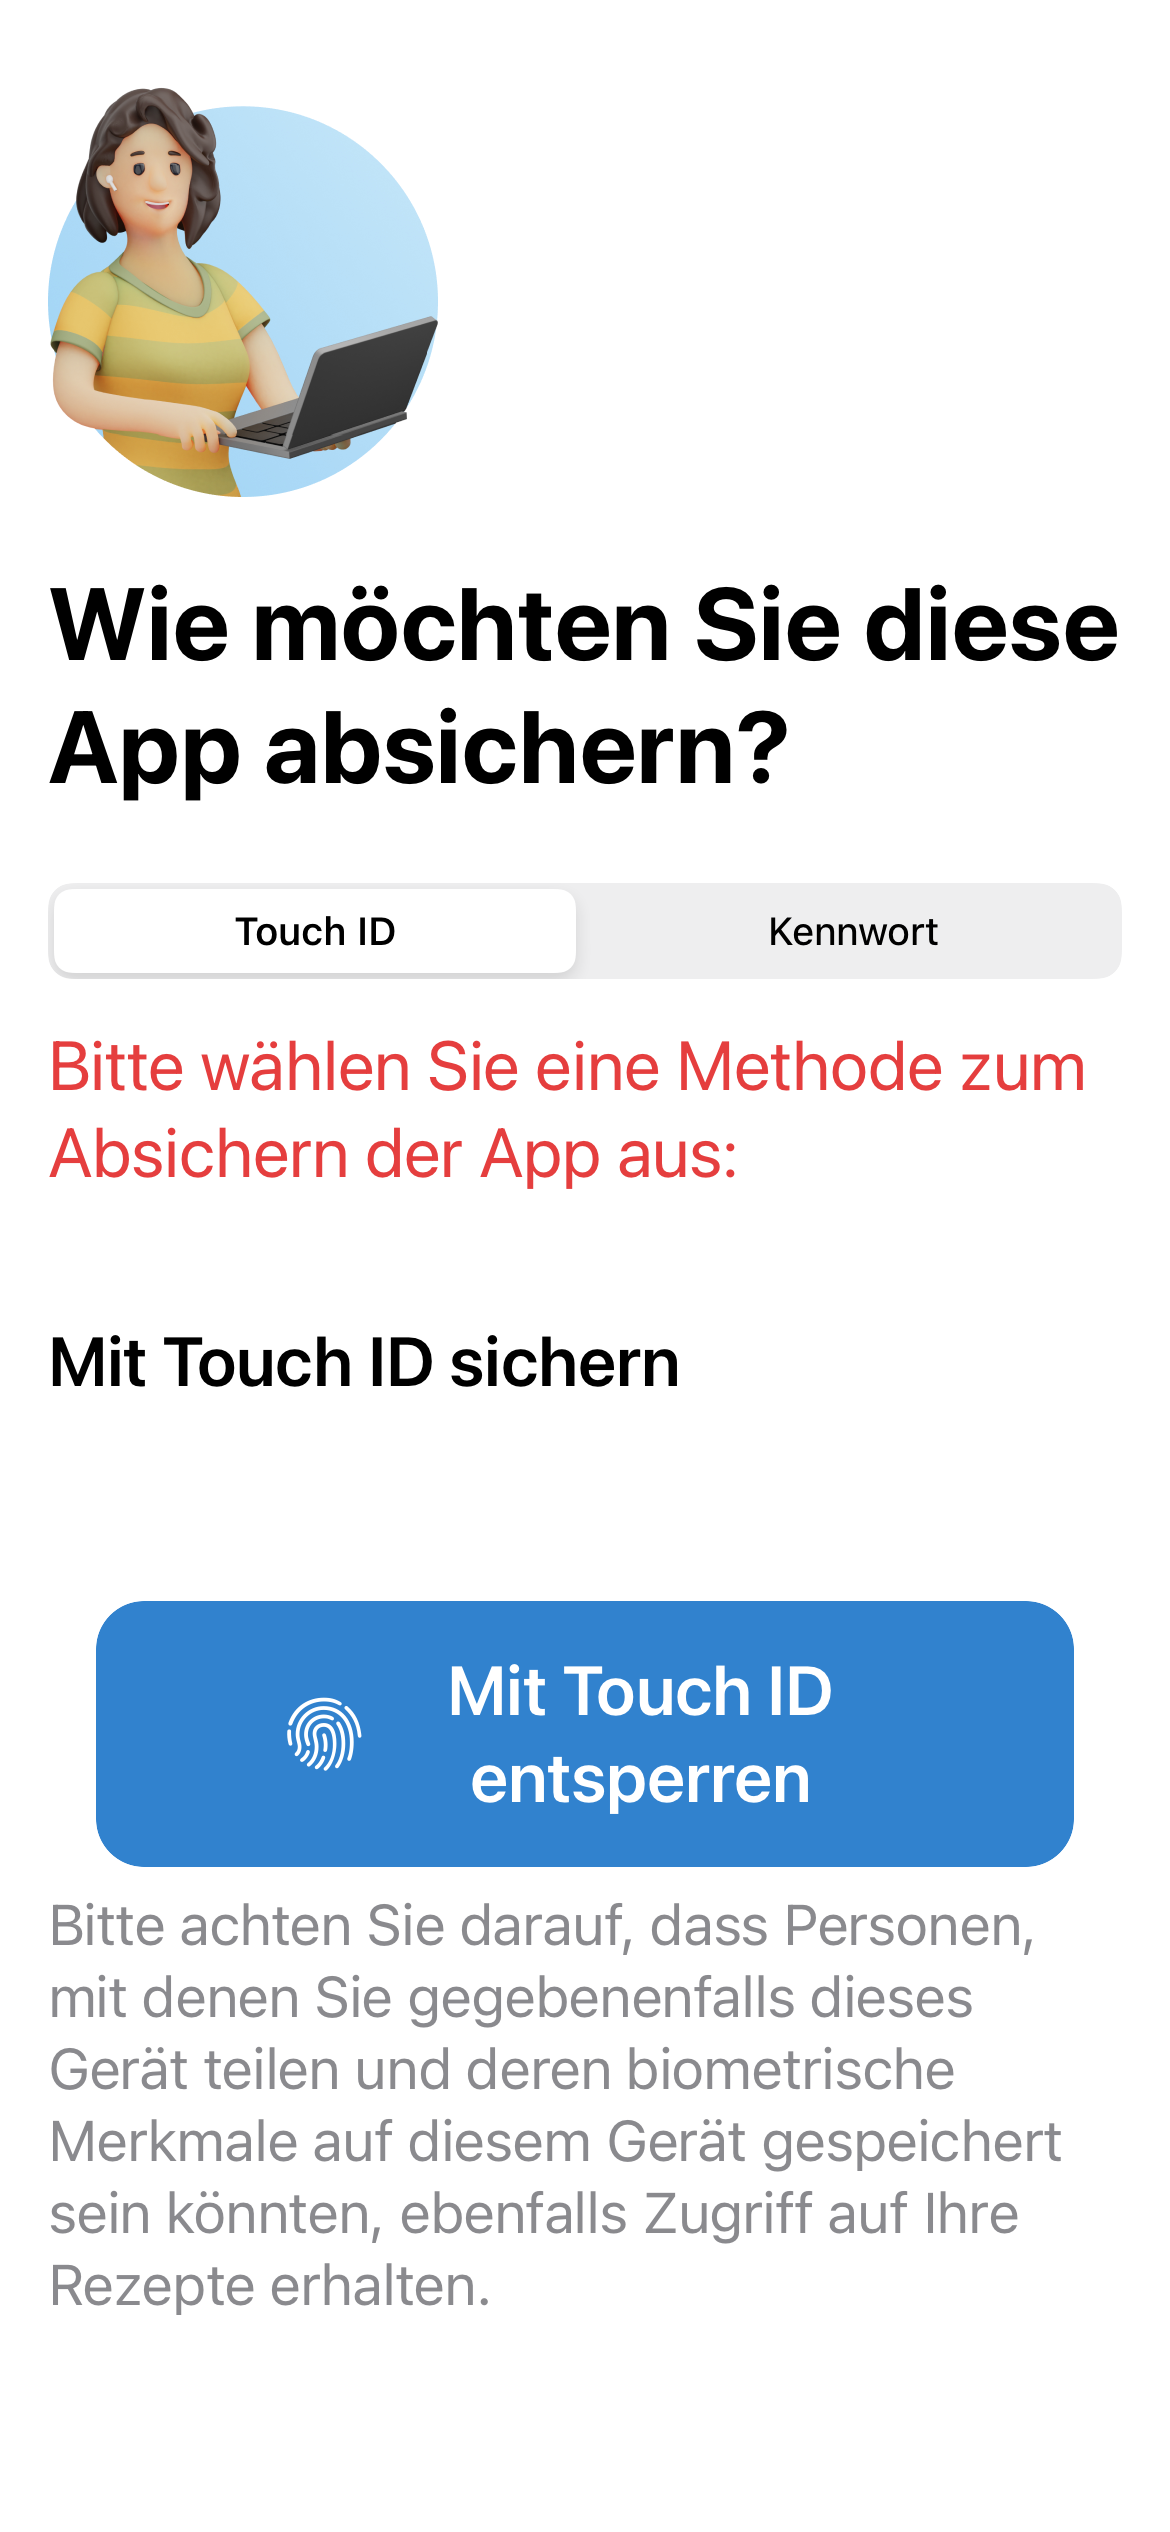 Wie möchten Sie diese
App absichern?
Touch ID
Kennwort
Bitte wählen Sie eine Methode zum
Absichern der App aus:
Mit Touch ID sichern
Mit Touch ID
entsperren
Bitte achten Sie darauf, dass Personen,
mit denen Sie gegebenenfalls dieses
Gerät teilen und deren biometrische
Merkmale auf diesem Gerät gespeichert
sein könnten, ebenfalls Zugriff auf Ihre
Rezepte erhalten.